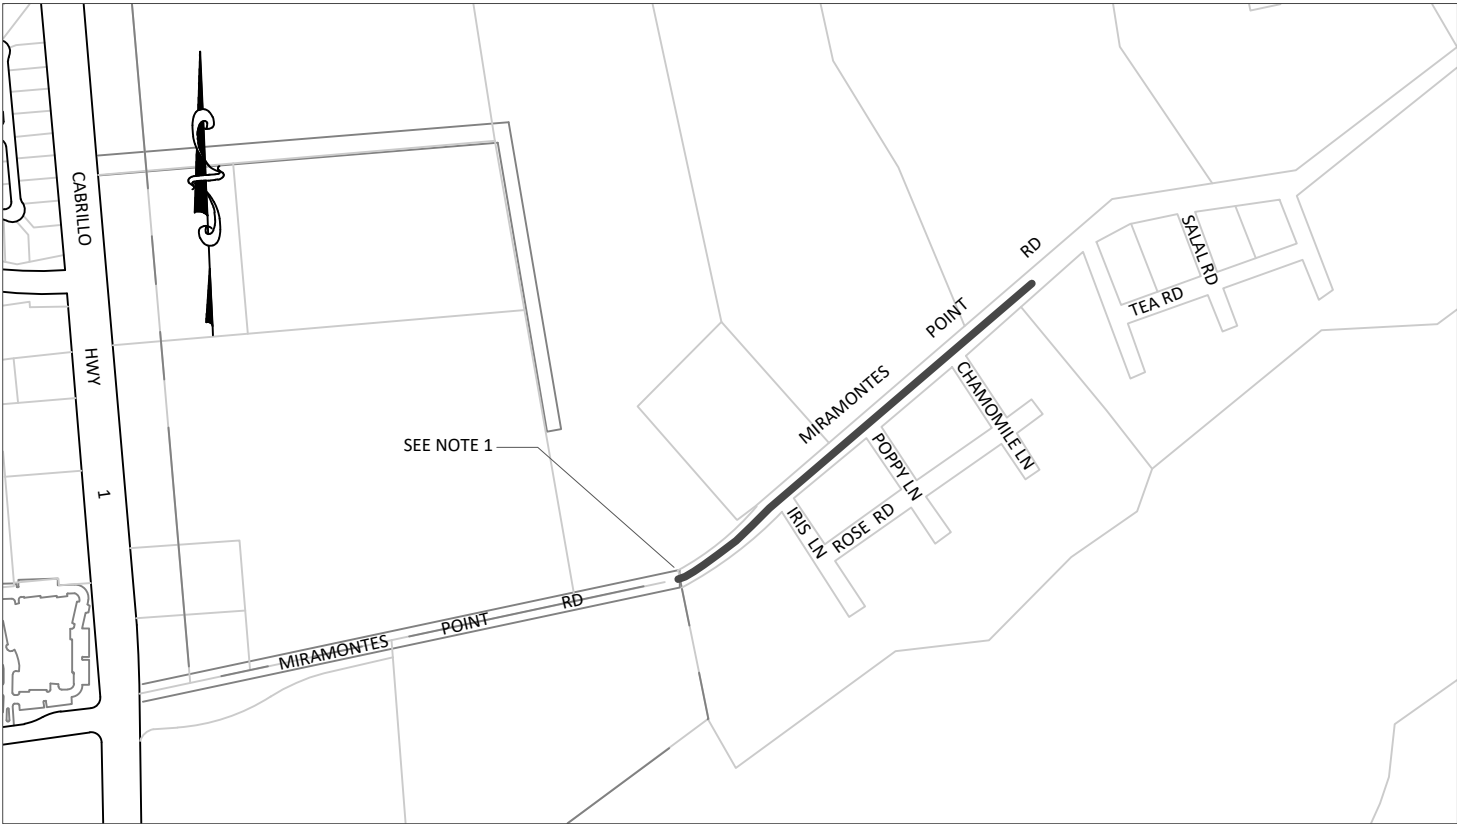 CABRILLO
HWY
1
SEE NOTE 1
MIRAMONTES
POINT
RD
MIRAMONTES
POINT
RD
IRIS LN
ROSE RD
POPPY LN
CHAMOMILE LN
TEA RD
SALAL RD